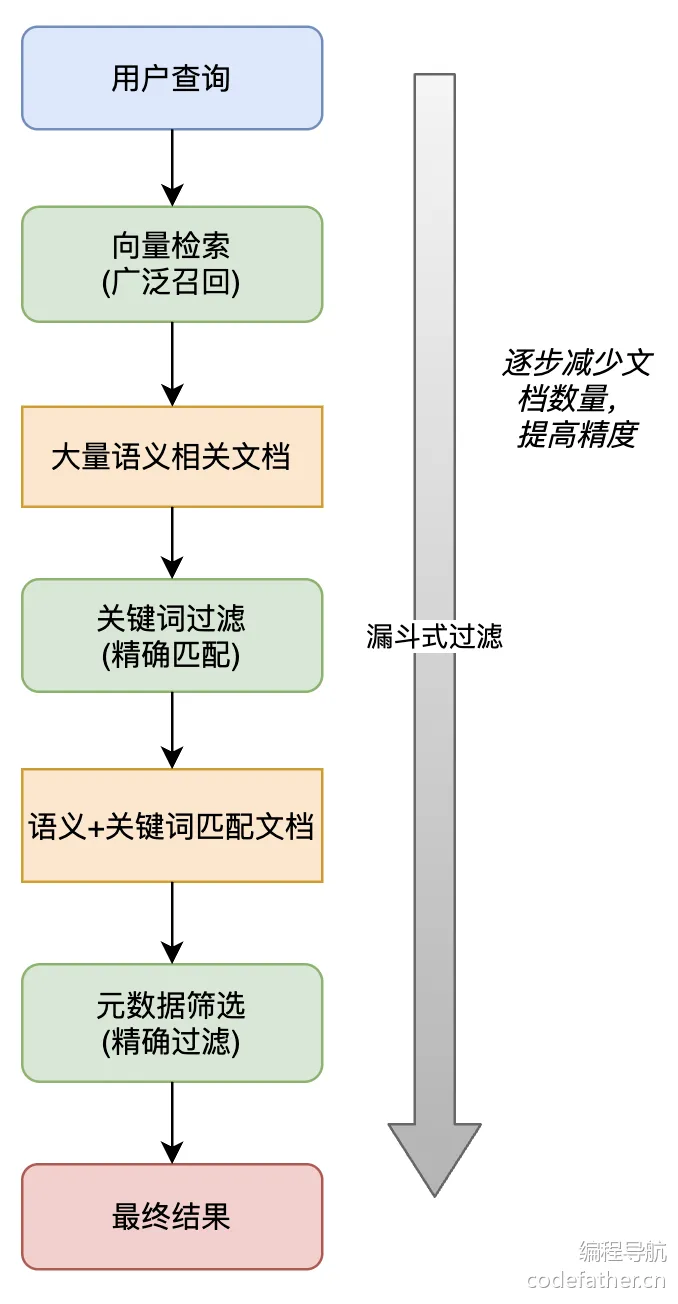 用户查询
向量检索
(广泛召回)
大量语义相关文档
关键词过滤
(精确匹配)
语义+关键词匹配文档
元数据筛选
(精确过滤)
最终结果
逐步减少文
档数量，
提高精度
漏斗式过滤
编程导航
codefather.cn